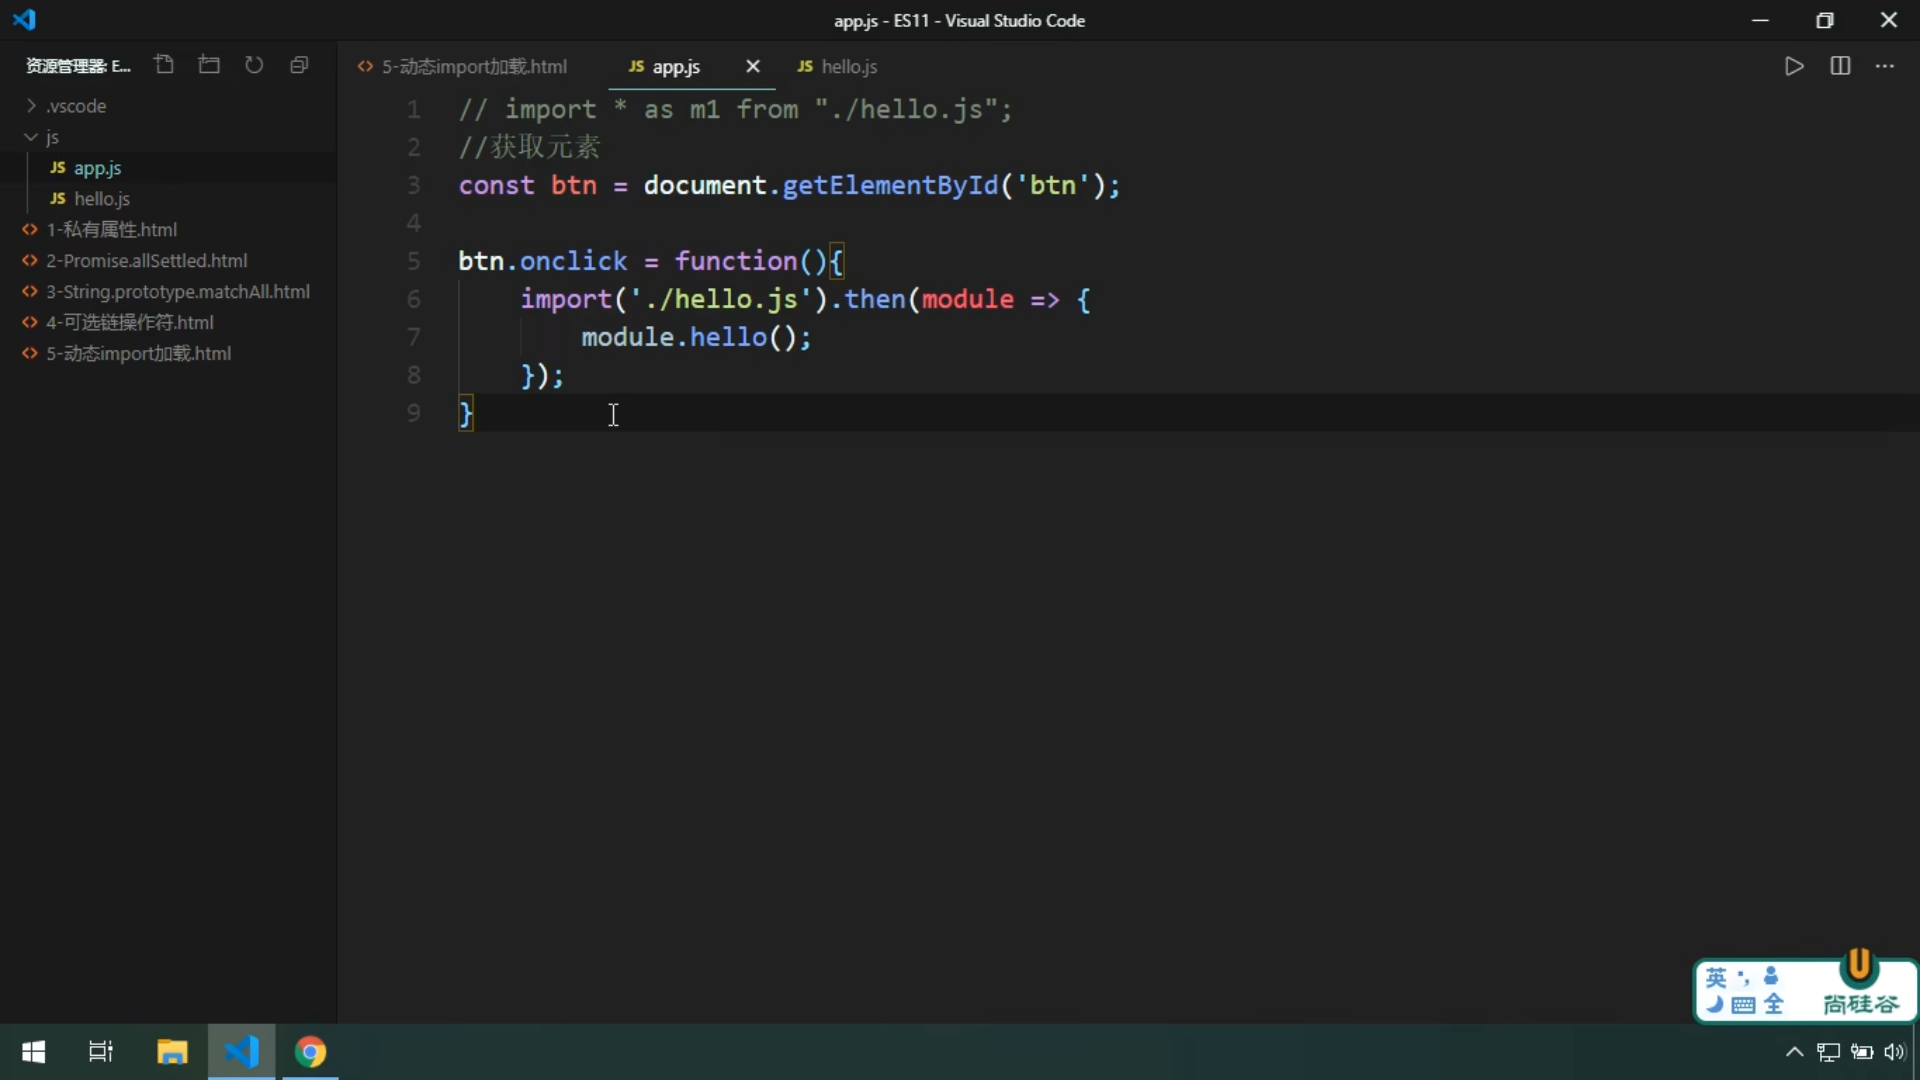 app.js - ES11 - Visual Studio Code
资源管理器: E...
5-动态import加载.html
JS app.js
JS hello.js
.vscode
js
JS app.js
JS hello.js
1-私有属性.html
2-Promise.allSettled.html
3-String.prototype.matchAll.html
4-可选链操作符.html
5-动态import加载.html
1 // import * as m1 from "./hello.js";
2 //获取元素
3 const btn = document.getElementById('btn');
4
5 btn.onclick = function(){
6 import('./hello.js').then(module => {
7 module.hello();
8 });
9 }
英
全
尚硅谷